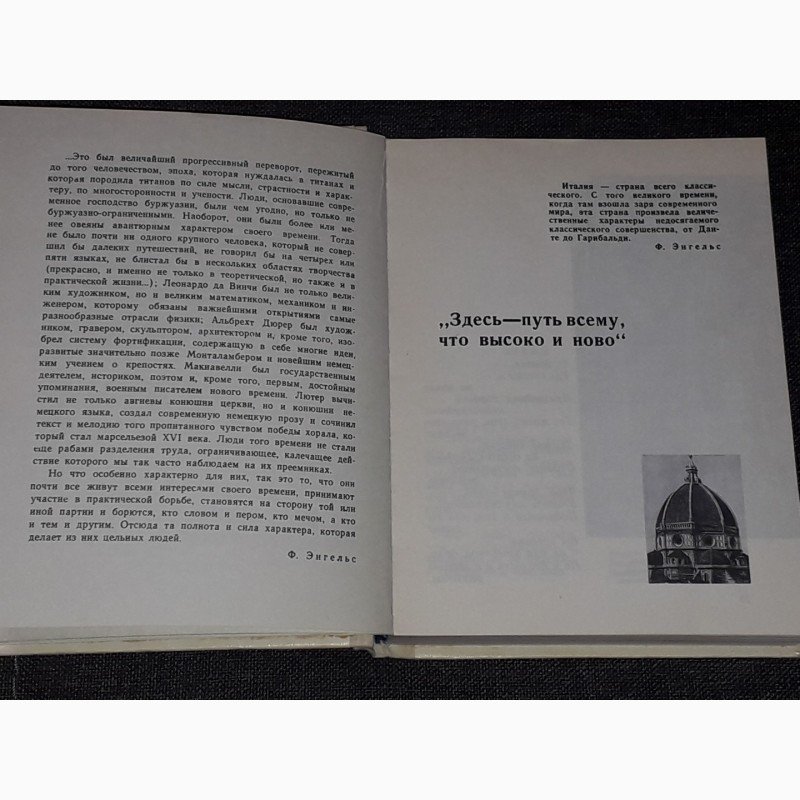 ...Это был величайший прогрессивный переворот, пережитый
до того человечеством, эпоха, которая нуждалась в титанах и
которая породила титанов по силе мысли, страстности и харак-
теру, по многосторонности и учености. Люди, основавшие совре-
менное господство буржуазии, были чем угодно, но только не
буржуазно-ограниченными. Наоборот, они были более или ме-
нее овеяны авантюрным характером своего времени. Тогда
не было почти ни одного крупного человека, который не совер-
шил бы далеких путешествий, не говорил бы на четырех или
пяти языках, не блистал бы в нескольких областях творчества
(прекрасно, и именно не только в теоретической, но также и в
практической жизни...); Леонардо да Винчи был не только вели-
ким художником, но и великим математиком, механиком и ин-
женером, которому обязаны важнейшими открытиями самые
разнообразные отрасли физики; Альбрехт Дюрер был худож-
ником, гравером, скульптором, архитектором и, кроме того, изо-
брел систему фортификации, содержащую в себе многие идеи,
развитые значительно позже Монталамбером и новейшим немец-
ким учением о крепостях. Макиавелли был государственным
деятелем, историком, поэтом и, кроме того, первым, достойным
упоминания, военным писателем нового времени. Лютер вычи-
стил не только авгиевы конюшни церкви, но и конюшни не-
мецкого языка, создал современную немецкую прозу и сочинил
текст и мелодию того пропитанного чувством победы хорала, ко-
торый стал марсельезой XVI века. Люди того времени не стали
еще рабами разделения труда, ограничивающее, калечащее дей-
ствие которого мы так часто наблюдаем на их преемниках.
Но что особенно характерно для них, так это то, что они
почти все живут всеми интересами своего времени, принимают
участие в практической борьбе, становятся на сторону той или
иной партии и борются, кто словом и пером, кто мечом, а кто
и тем и другим. Отсюда та полнота и сила характера, которая
делает из них цельных людей.
Ф. Энгельс
Италия — страна всего класси-
ческого. С того великого времени,
когда там взошла заря современного
мира, эта страна произвела величе-
ственные характеры недосягаемого
классического совершенства, от Дан-
те до Гарибальди.
Ф. Энгельс
„Здесь—путь всему,
что высоко и ново“